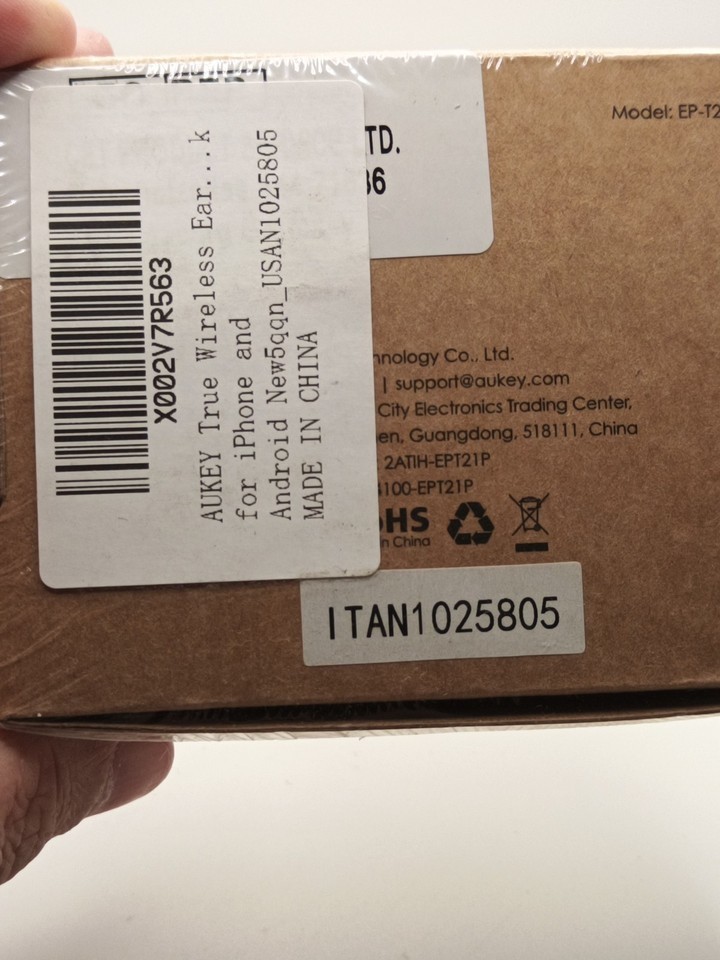 Model: EP-T2
LTD.
36
X002V7R563
AUKEY True Wireless Ear...k
for iPhone and
Android New5qqn_USAN1025805
MADE IN CHINA
nnology Co., Ltd.
| support@aukey.com
City Electronics Trading Center,
en, Guangdong, 518111, China
2ATIH-EPT21P
100-EPT21P
HS
n China
ITAN1025805